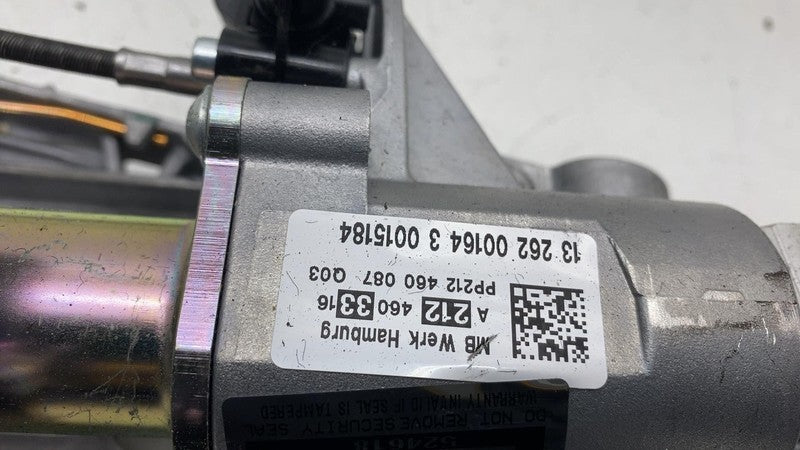 MB Werk Hamburg
A 212 460 33 16
PP212 460 087 Q03
13 262 00164 3 0015184
524616
DO NOT REMOVE SECURITY SEAL
WARRANTY INVALID IF SEAL IS TAMPERED